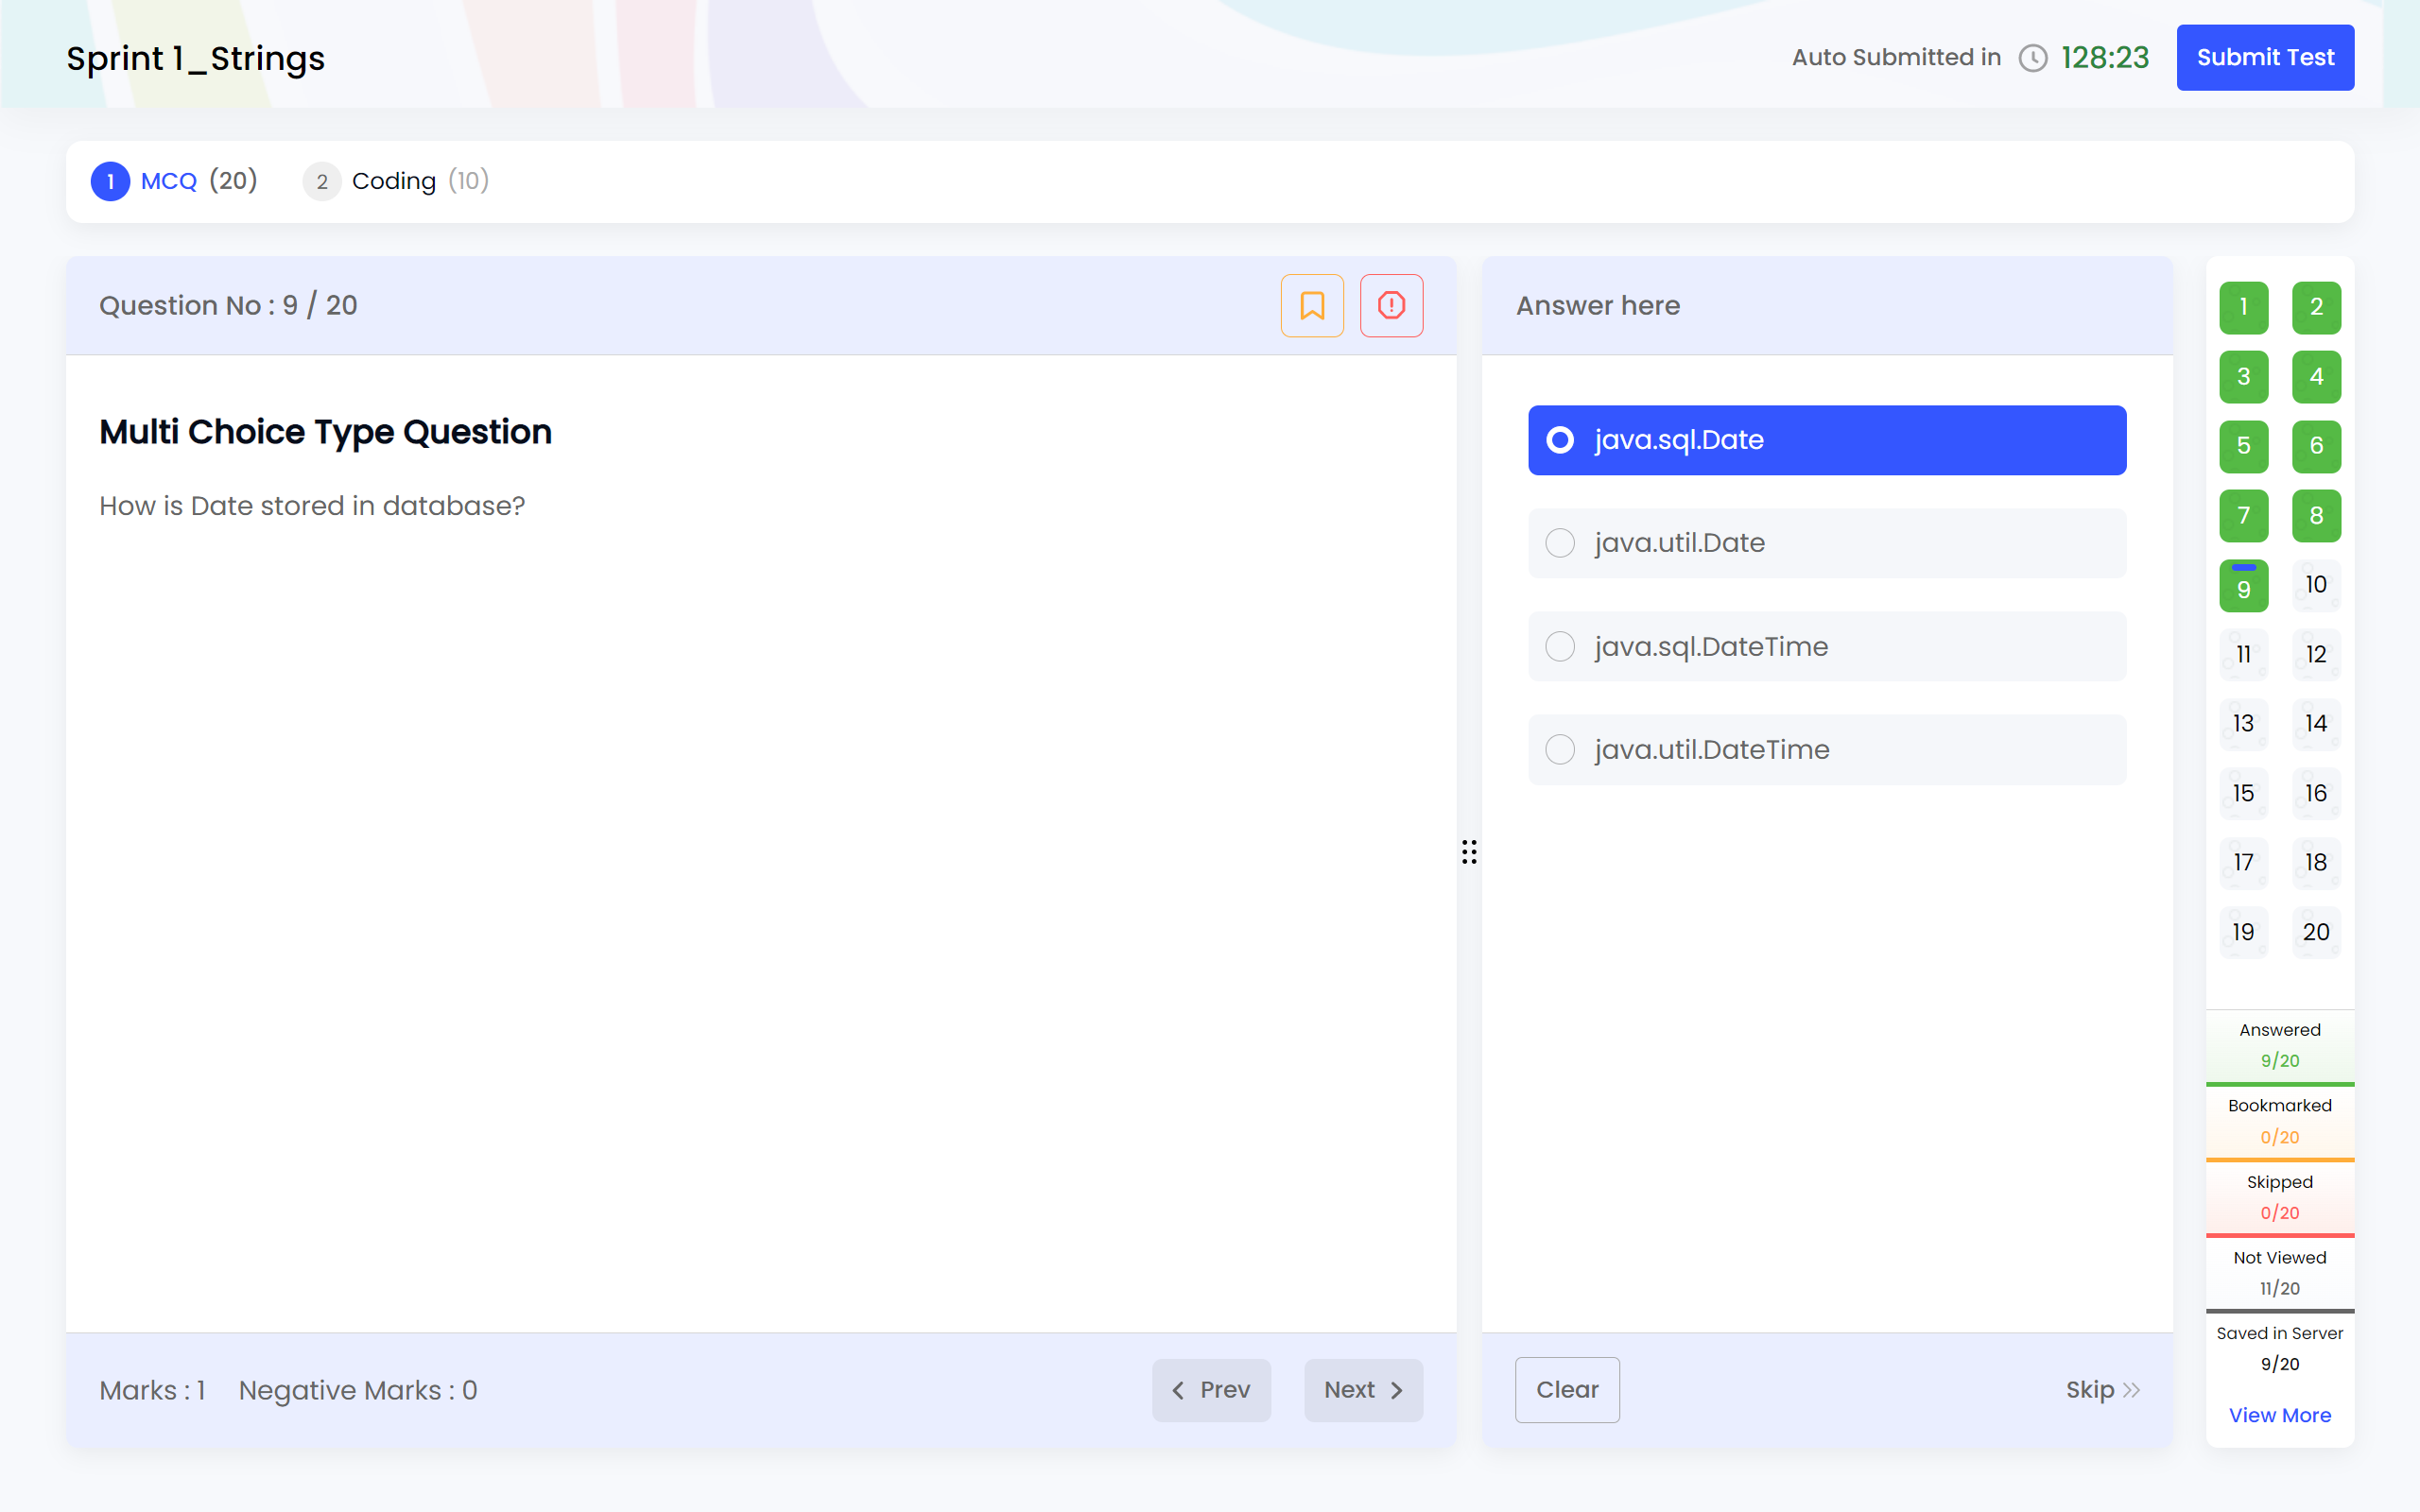 Sprint 1_Strings
Auto Submitted in 128:23
Submit Test
1 MCQ (20)
2 Coding (10)
Question No : 9 / 20
Multi Choice Type Question
How is Date stored in database?
Marks : 1
Negative Marks : 0
Prev
Next
Answer here
java.sql.Date
java.util.Date
java.sql.DateTime
java.util.DateTime
Clear
Skip
1 2
3 4
5 6
7 8
9 10
11 12
13 14
15 16
17 18
19 20
Answered
9/20
Bookmarked
0/20
Skipped
0/20
Not Viewed
11/20
Saved in Server
9/20
View More